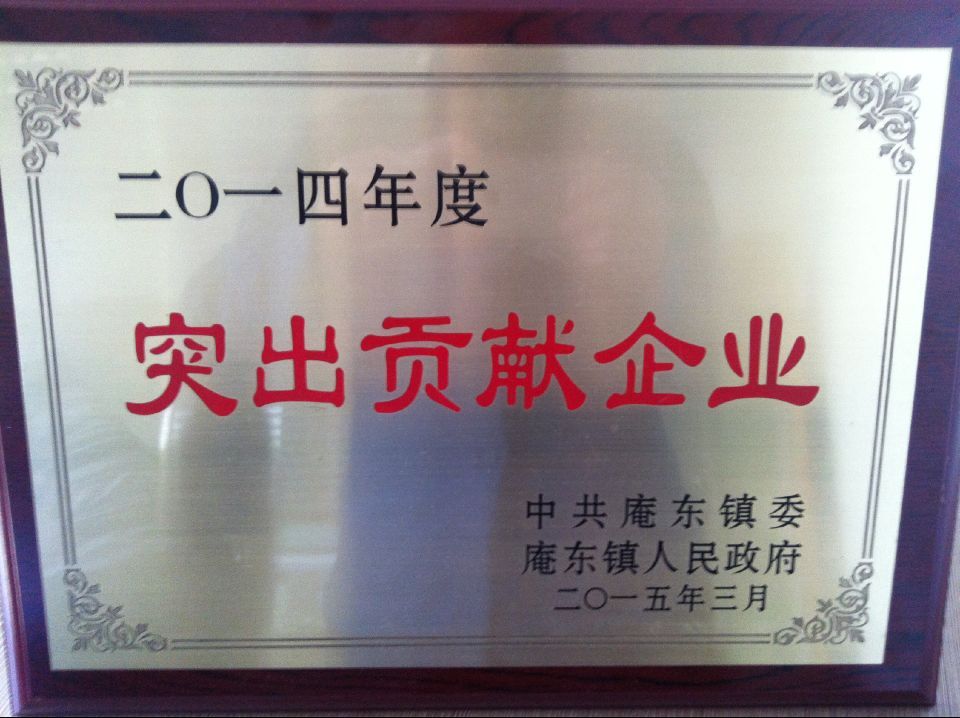 二〇一四年度
突出贡献企业
中共庵东镇委
庵东镇人民政府
二〇一五年三月